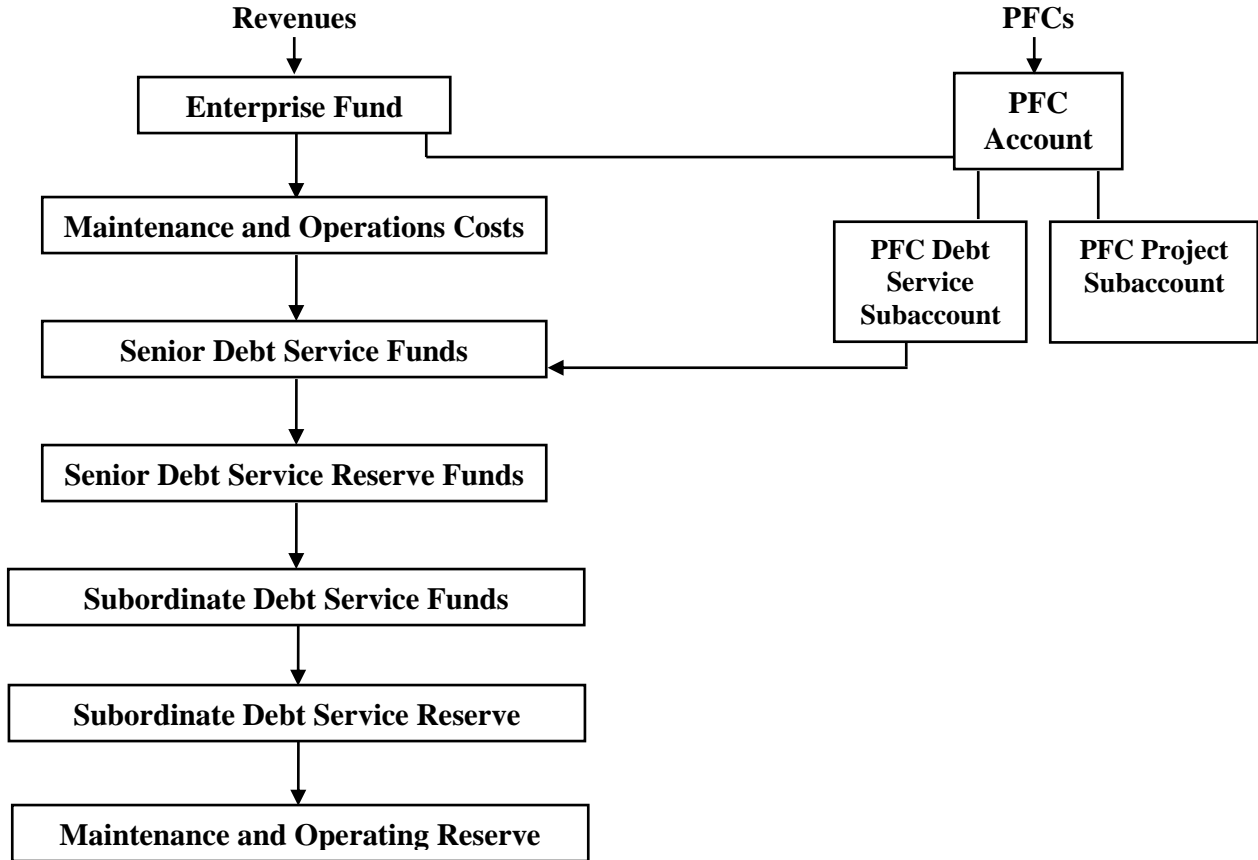 Revenues
PFCs
Enterprise Fund
PFC
Account
Maintenance and Operations Costs
PFC Debt
Service
Subaccount
PFC Project
Subaccount
Senior Debt Service Funds
Senior Debt Service Reserve Funds
Subordinate Debt Service Funds
Subordinate Debt Service Reserve
Maintenance and Operating Reserve